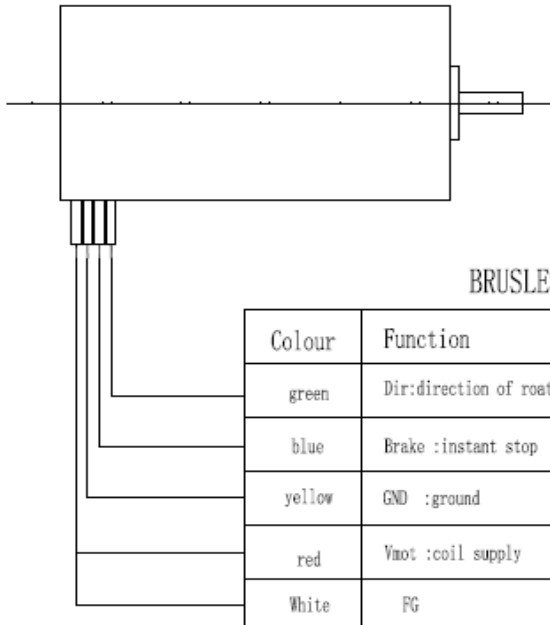 BRUSLE
Colour Function
green Dir:direction of roat
blue Brake :instant stop
yellow GND :ground
red Vmot :coil supply
White FG